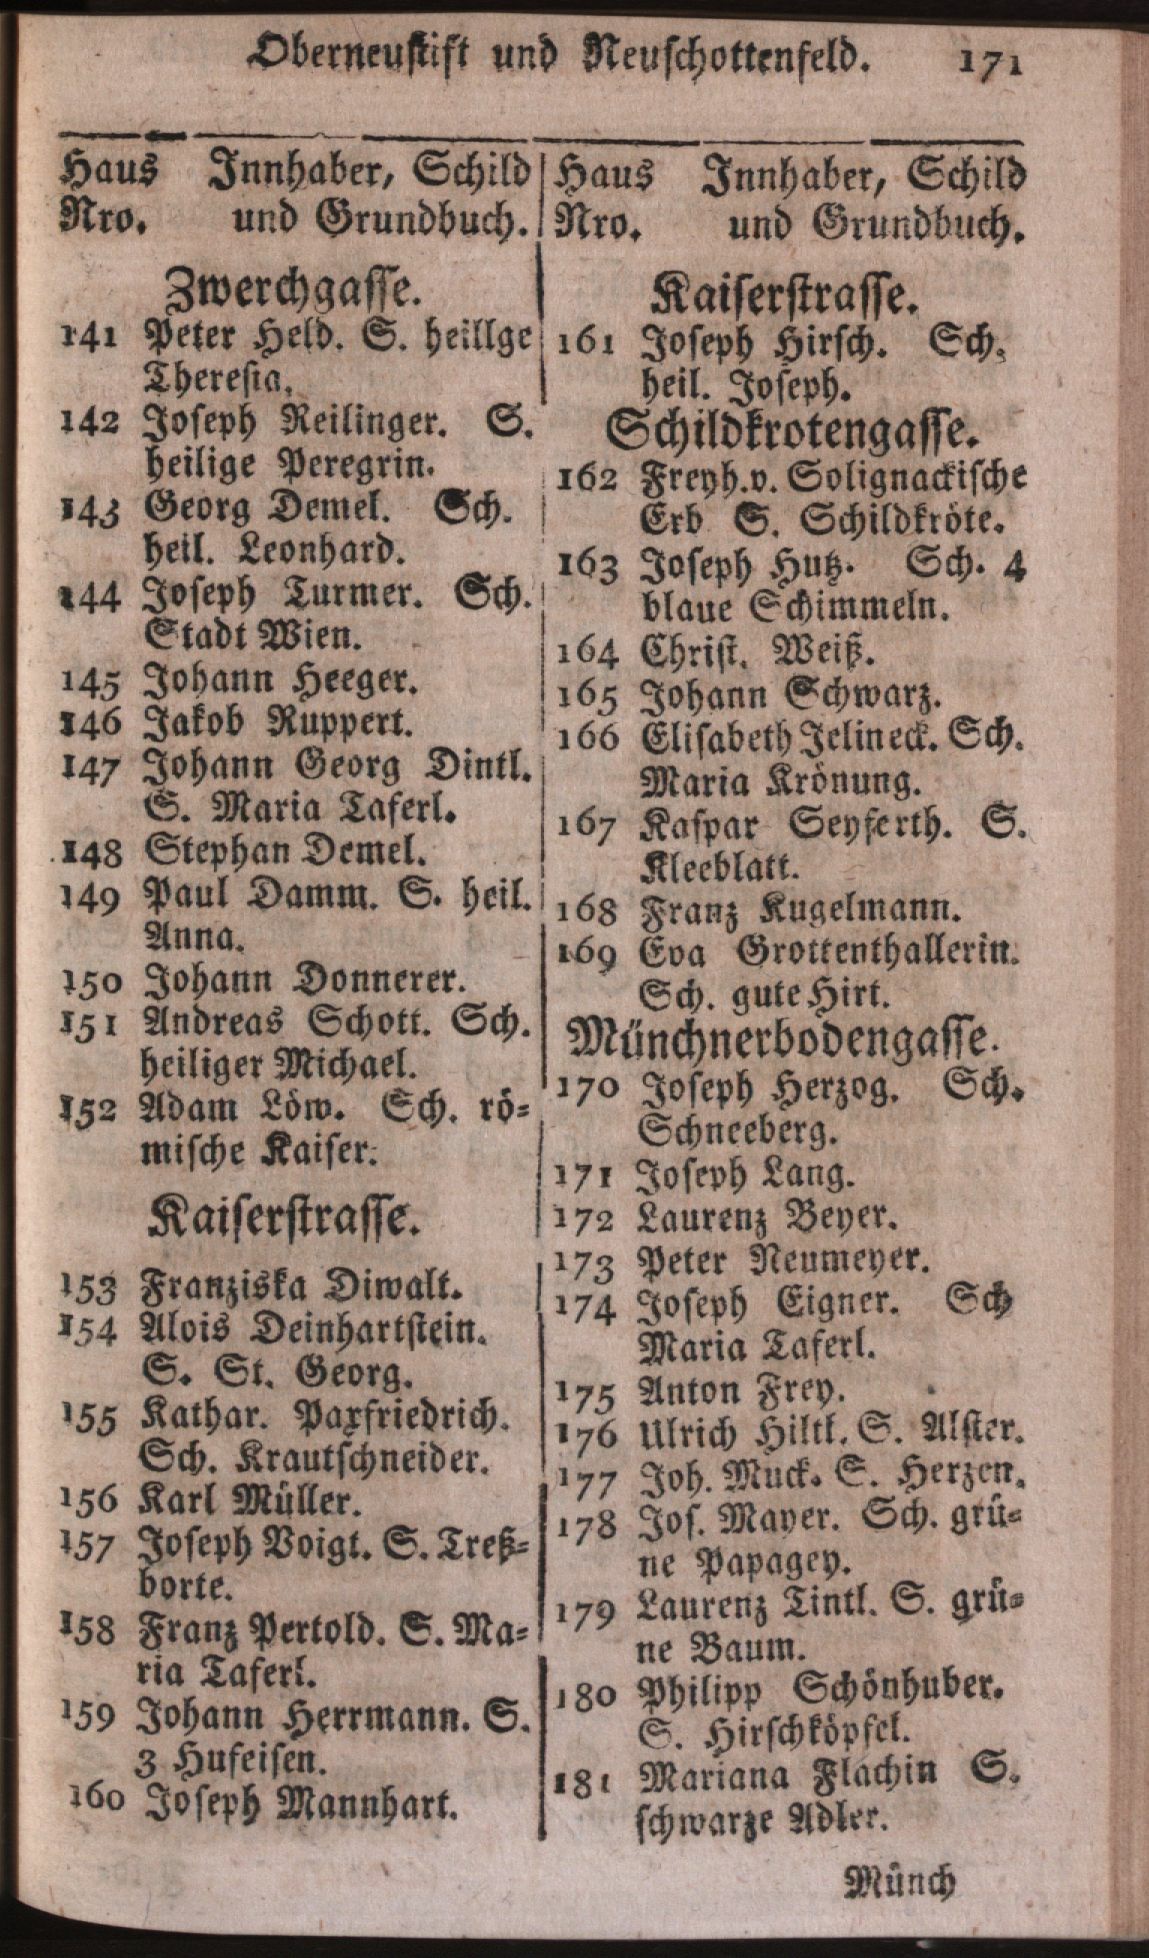 Oberneustift und Neuschottenfeld. 171
Haus Innhaber, Schild
Nro. und Grundbuch.
Zwerchgasse.
141 Peter Held. S. heillge
Theresia.
142 Joseph Reilinger. S.
heilige Peregrin.
143 Georg Demel. Sch.
heil. Leonhard.
144 Joseph Turmer. Sch.
Stadt Wien.
145 Johann Heeger.
146 Jakob Ruppert.
147 Johann Georg Dintl.
S. Maria Taferl.
148 Stephan Demel.
149 Paul Damm. S. heil.
Anna.
150 Johann Donnerer.
151 Andreas Schott. Sch.
heiliger Michael.
152 Adam Löw. Sch. rö-
mische Kaiser.
Kaiserstrasse.
153 Franziska Diwalt.
154 Alois Deinhartstein.
S. St. Georg.
155 Kathar. Paxfriedrich.
Sch. Krautschneider.
156 Karl Müller.
157 Joseph Voigt. S. Treß-
borte.
158 Franz Pertold. S. Ma-
ria Taferl.
159 Johann Herrmann. S.
3 Hufeisen.
160 Joseph Mannhart.
Haus Innhaber, Schild
Nro. und Grundbuch.
Kaiserstrasse.
161 Joseph Hirsch. Sch.
heil. Joseph.
Schildkrotengasse.
162 Freyh. v. Solignackische
Erb S. Schildkröte.
163 Joseph Hutz. Sch. 4
blaue Schimmeln.
164 Christ. Weiß.
165 Johann Schwarz.
166 Elisabeth Jelineck. Sch.
Maria Krönung.
167 Kaspar Seyferth. S.
Kleeblatt.
168 Franz Kugelmann.
169 Eva Grottenthallerin.
Sch. gute Hirt.
Münchnerbodengasse.
170 Joseph Herzog. Sch.
Schneeberg.
171 Joseph Lang.
172 Laurenz Beyer.
173 Peter Neumeyer.
174 Joseph Eigner. Sch
Maria Taferl.
175 Anton Frey.
176 Ulrich Hiltl. S. Alster.
177 Joh. Muck. S. Herzen.
178 Jos. Mayer. Sch. grü-
ne Papagey.
179 Laurenz Tintl. S. grü-
ne Baum.
180 Philipp Schönhuber.
S. Hirschköpfel.
181 Mariana Flachin S.
schwarze Adler.
Münch